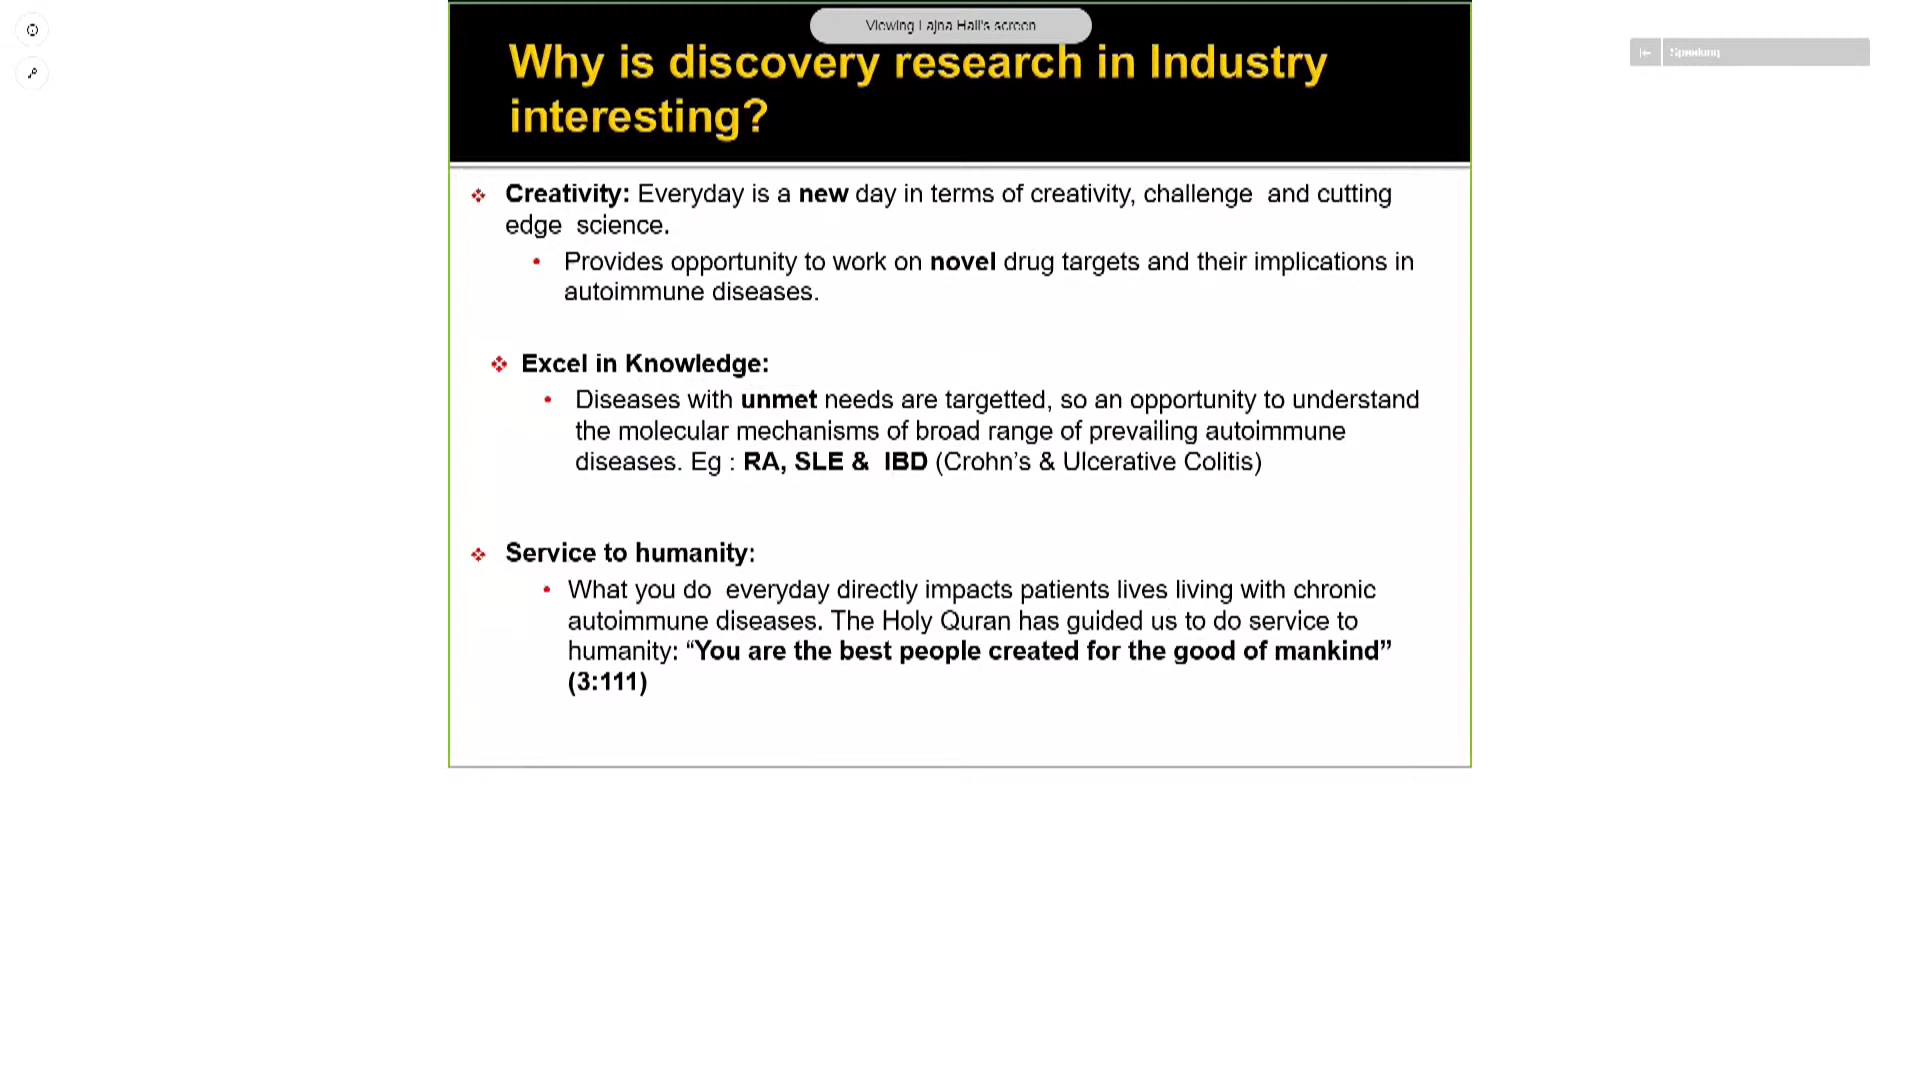 Viewing Lajna Hall's screen
Speaking
Why is discovery research in Industry
interesting?
Creativity: Everyday is a new day in terms of creativity, challenge  and cutting
edge  science.
Provides opportunity to work on novel drug targets and their implications in
autoimmune diseases.
Excel in Knowledge:
Diseases with unmet needs are targetted, so an opportunity to understand
the molecular mechanisms of broad range of prevailing autoimmune
diseases. Eg : RA, SLE &  IBD (Crohn’s & Ulcerative Colitis)
Service to humanity:
What you do  everyday directly impacts patients lives living with chronic
autoimmune diseases. The Holy Quran has guided us to do service to
humanity: “You are the best people created for the good of mankind”
(3:111)